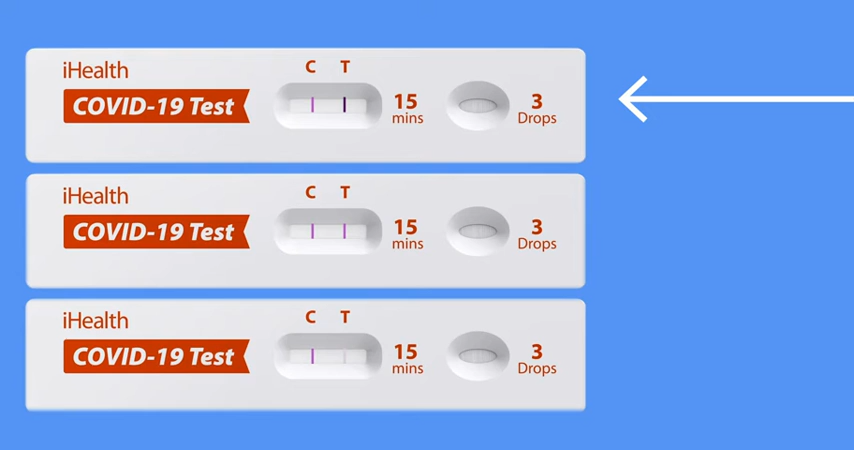 iHealth
COVID-19 Test
C T
15
mins
3
Drops
iHealth
COVID-19 Test
C T
15
mins
3
Drops
iHealth
COVID-19 Test
C T
15
mins
3
Drops